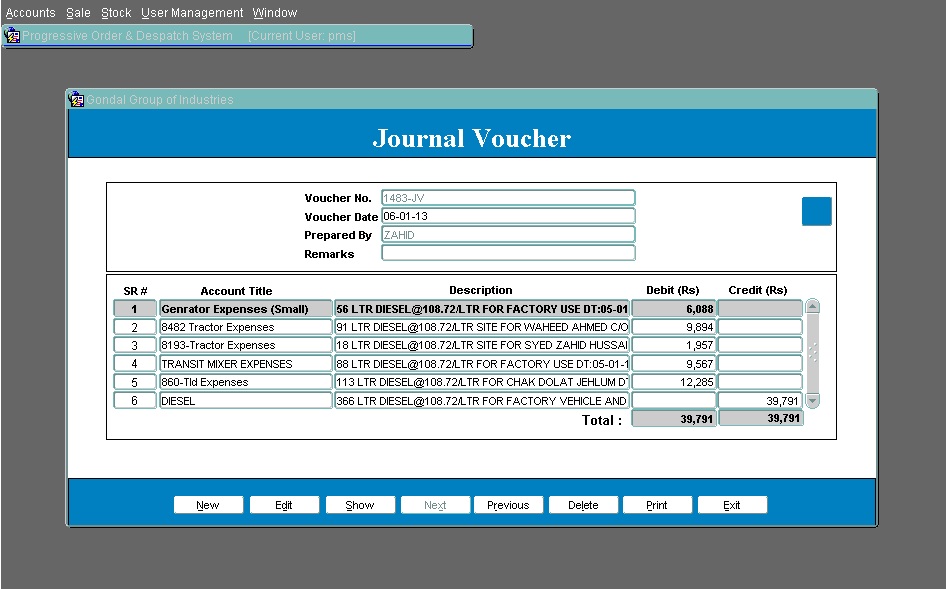 Accounts Sale Stock User Management Window
Progressive Order & Despatch System [Current User: pms]
Gondal Group of Industries
Journal Voucher
Voucher No. 1483-JV
Voucher Date 06-01-13
Prepared By ZAHID
Remarks
SR # Account Title Description Debit (Rs) Credit (Rs)
1 Genrator Expenses (Small) 56 LTR DIESEL@108.72/LTR FOR FACTORY USE DT:05-01 6,088
2 8482 Tractor Expenses 91 LTR DIESEL@108.72/LTR SITE FOR WAHEED AHMED C/O 9,894
3 8193-Tractor Expenses 18 LTR DIESEL@108.72/LTR SITE FOR SYED ZAHID HUSSAI 1,957
4 TRANSIT MIXER EXPENSES 88 LTR DIESEL@108.72/LTR FOR FACTORY USE DT:05-01-1 9,567
5 860-Tld Expenses 113 LTR DIESEL@108.72/LTR FOR CHAK DOLAT JEHLUM D 12,285
6 DIESEL 366 LTR DIESEL@108.72/LTR FOR FACTORY VEHICLE AND 39,791
Total : 39,791 39,791
New Edit Show Next Previous Delete Print Exit